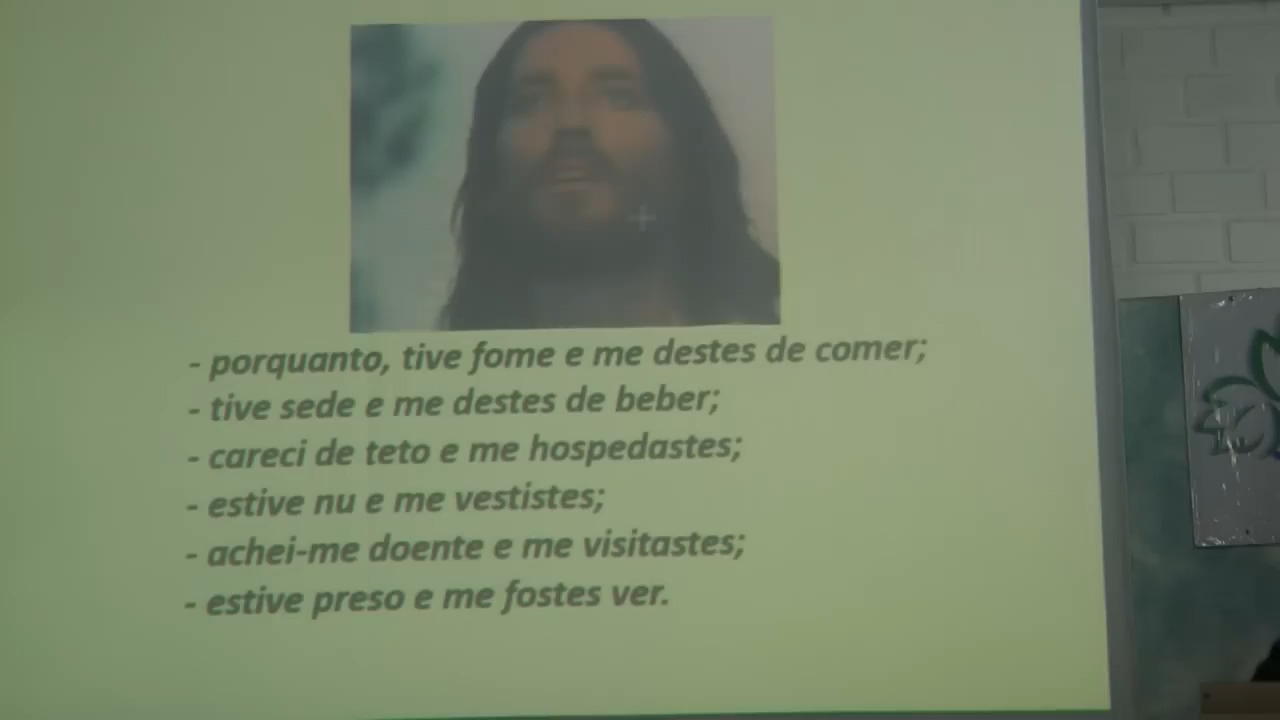 - porquanto, tive fome e me destes de comer;
- tive sede e me destes de beber;
- careci de teto e me hospedastes;
- estive nu e me vestistes;
- achei-me doente e me visitastes;
- estive preso e me fostes ver.